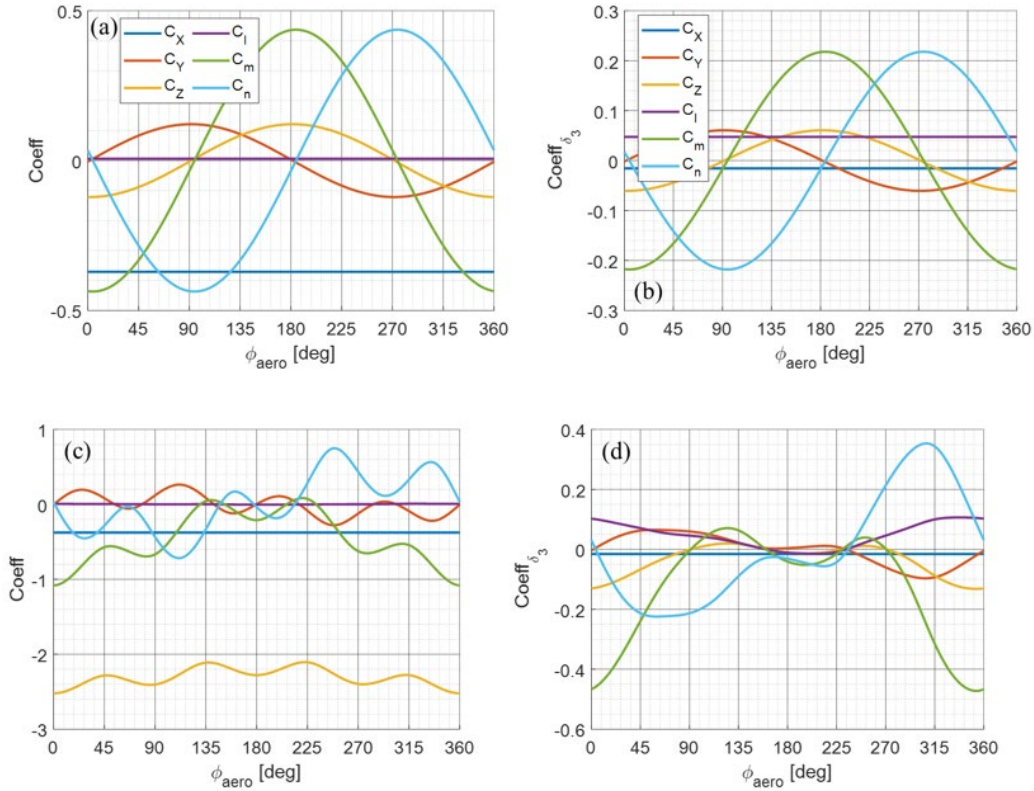 (a)
C_X C_l
C_Y C_m
C_Z C_n
Coeff
0.5
0
-0.5
0 45 90 135 180 225 270 315 360
ϕ_aero [deg]
(b)
C_X
C_Y
C_Z
C_l
C_m
C_n
Coeff_δ_3
0.3
0.2
0.1
0
-0.1
-0.2
-0.3
0 45 90 135 180 225 270 315 360
ϕ_aero [deg]
(c)
Coeff
1
0
-1
-2
-3
0 45 90 135 180 225 270 315 360
ϕ_aero [deg]
(d)
Coeff_δ_3
0.4
0.2
0
-0.2
-0.4
-0.6
0 45 90 135 180 225 270 315 360
ϕ_aero [deg]